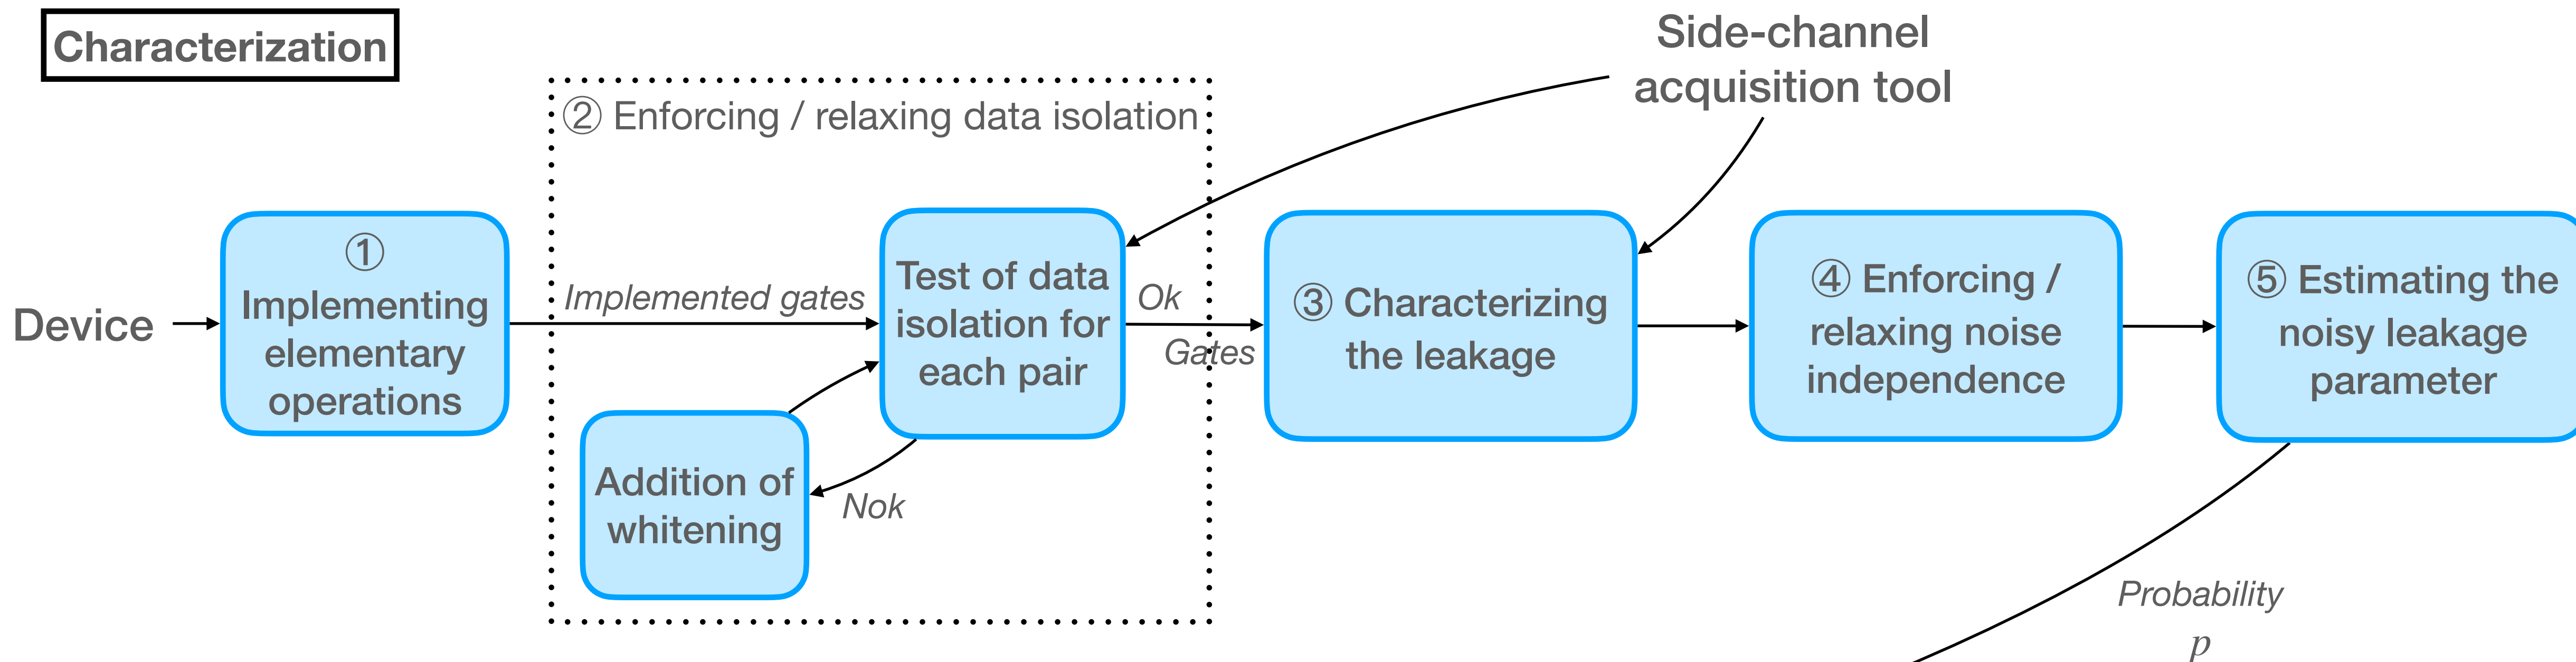 Characterization
Side-channel
acquisition tool
② Enforcing / relaxing data isolation
Device
①
Implementing
elementary
operations
Implemented gates
Test of data
isolation for
each pair
Addition of
whitening
Nok
Ok
Gates
③ Characterizing
the leakage
④ Enforcing /
relaxing noise
independence
⑤ Estimating the
noisy leakage
parameter
Probability
p